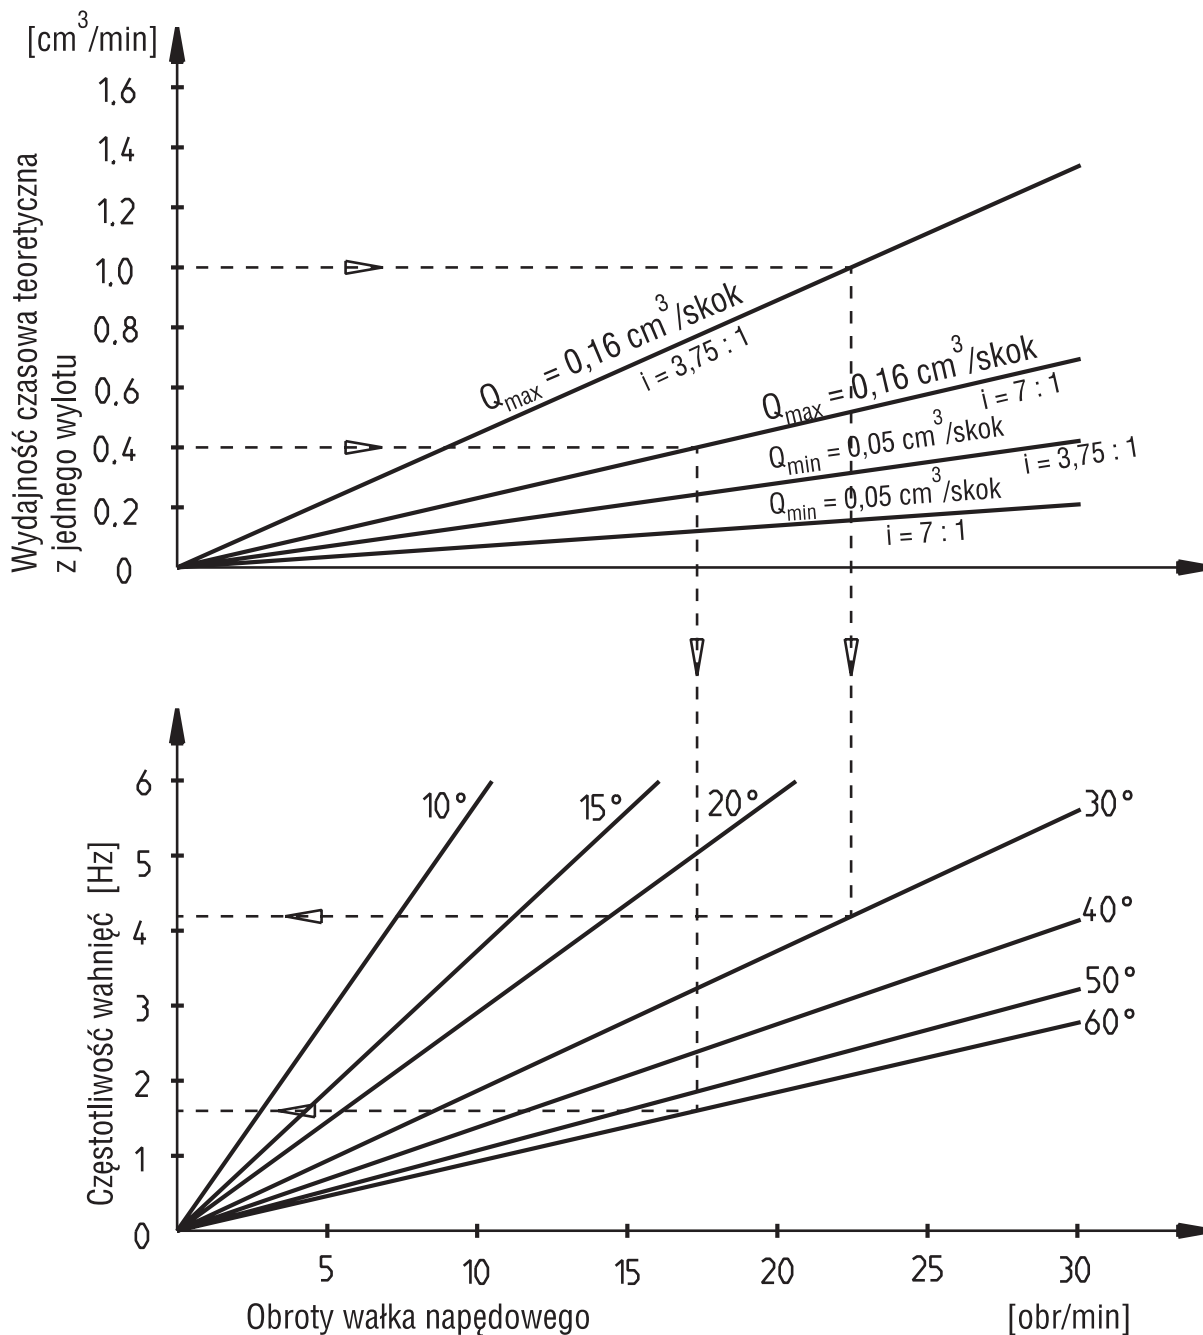 [cm³/min]
1.6
1.4
1.2
1.0
0.8
0.6
0.4
0.2
0
Wydajność czasowa teoretyczna
z jednego wylotu
Qmax = 0,16 cm³/skok
i = 3,75 : 1
Qmax = 0,16 cm³/skok
i = 7 : 1
Qmin = 0,05 cm³/skok
i = 3,75 : 1
Qmin = 0,05 cm³/skok
i = 7 : 1
6
5
4
3
2
1
0
Częstotliwość wahnięć [Hz]
10°
15°
20°
30°
40°
50°
60°
5
10
15
20
25
30
Obroty wałka napędowego
[obr/min]